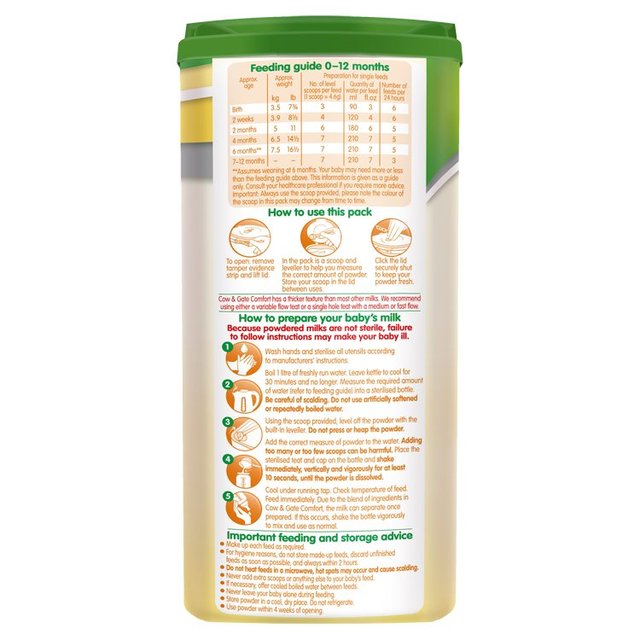 Feeding guide 0–12 months
Approx. age Approx. weight Preparation for single feeds
No. of level scoops per feed (1 scoop = 4.6g) Quantity of water per feed Number of feeds per 24 hours
kg lb ml fl.oz
Birth 3.5 7¾ 3 90 3 6
2 weeks 3.9 8½ 4 120 4 6
2 months 5 11 6 180 6 5
4 months 6.5 14½ 7 210 7 5
6 months** 7.5 16½ 7 210 7 5
7–12 months – – 7 210 7 3
**Assumes weaning at 6 months. Your baby may need more or less
than the feeding guide above. This information is given as a guide
only. Consult your healthcare professional if you require more advice.
Important: Always use the scoop provided, please note the colour of
the scoop in this pack may change from time to time.
How to use this pack
CLICK
To open: remove
tamper evidence
strip and lift lid.
In the pack is a scoop and
leveller to help you measure
the correct amount of powder.
Store your scoop in the lid
between uses.
Click the lid
securely shut
to keep your
powder fresh.
Cow & Gate Comfort has a thicker texture than most other milks. We recommend
using either a variable flow teat or a single hole teat with a medium or fast flow.
How to prepare your baby's milk
Because powdered milks are not sterile, failure
to follow instructions may make your baby ill.
1 Wash hands and sterilise all utensils according
to manufacturers' instructions.
2 Boil 1 litre of freshly run water. Leave kettle to cool for
30 minutes and no longer. Measure the required amount
of water (refer to feeding guide) into a sterilised bottle.
Be careful of scalding. Do not use artificially softened
or repeatedly boiled water.
3 Using the scoop provided, level off the powder with the
built-in leveller. Do not press or heap the powder.
4 Add the correct measure of powder to the water. Adding
too many or too few scoops can be harmful. Place the
sterilised teat and cap on the bottle and shake
immediately, vertically and vigorously for at least
10 seconds, until the powder is dissolved.
5 Cool under running tap. Check temperature of feed.
Feed immediately. Due to the blend of ingredients in
Cow & Gate Comfort, the milk can separate once
prepared. If this occurs, shake the bottle vigorously
to mix and use as normal.
Important feeding and storage advice
• Make up each feed as required.
• For hygiene reasons, do not store made-up feeds, discard unfinished
feeds as soon as possible, and always within 2 hours.
• Do not heat feeds in a microwave, hot spots may occur and cause scalding.
• Never add extra scoops or anything else to your baby's feed.
• If necessary, offer cooled boiled water between feeds.
• Never leave your baby alone during feeding.
• Store powder in a cool, dry place. Do not refrigerate.
• Use powder within 4 weeks of opening.